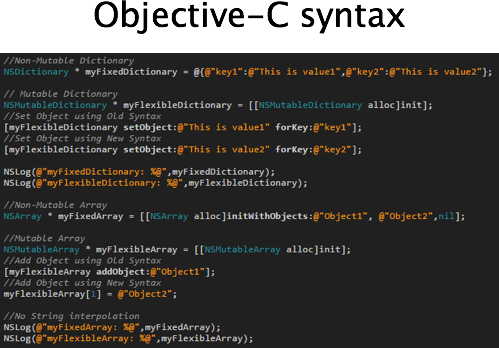 Objective-C syntax
//Non-Mutable Dictionary
NSDictionary * myFixedDictionary = @{@"key1":@"This is value1",@"key2":@"This is value2"};
// Mutable Dictionary
NSMutableDictionary * myFlexibleDictionary = [[NSMutableDictionary alloc]init];
//Set Object using Old Syntax
[myFlexibleDictionary setObject:@"This is value1" forKey:@"key1"];
//Set Object using New Syntax
[myFlexibleDictionary setObject:@"This is value2" forKey:@"key2"];
NSLog(@"myFixedDictionary: %@",myFixedDictionary);
NSLog(@"myFlexibleDictionary: %@",myFlexibleDictionary);
//Non-Mutable Array
NSArray * myFixedArray = [[NSArray alloc]initWithObjects:@"Object1", @"Object2",nil];
//Mutable Array
NSMutableArray * myFlexibleArray = [[NSMutableArray alloc]init];
//Add Object using Old Syntax
[myFlexibleArray addObject:@"Object1"];
//Add Object using New Syntax
myFlexibleArray[1] = @"Object2";
//No String interpolation
NSLog(@"myFixedArray: %@",myFixedArray);
NSLog(@"myFlexibleArray: %@",myFlexibleArray);